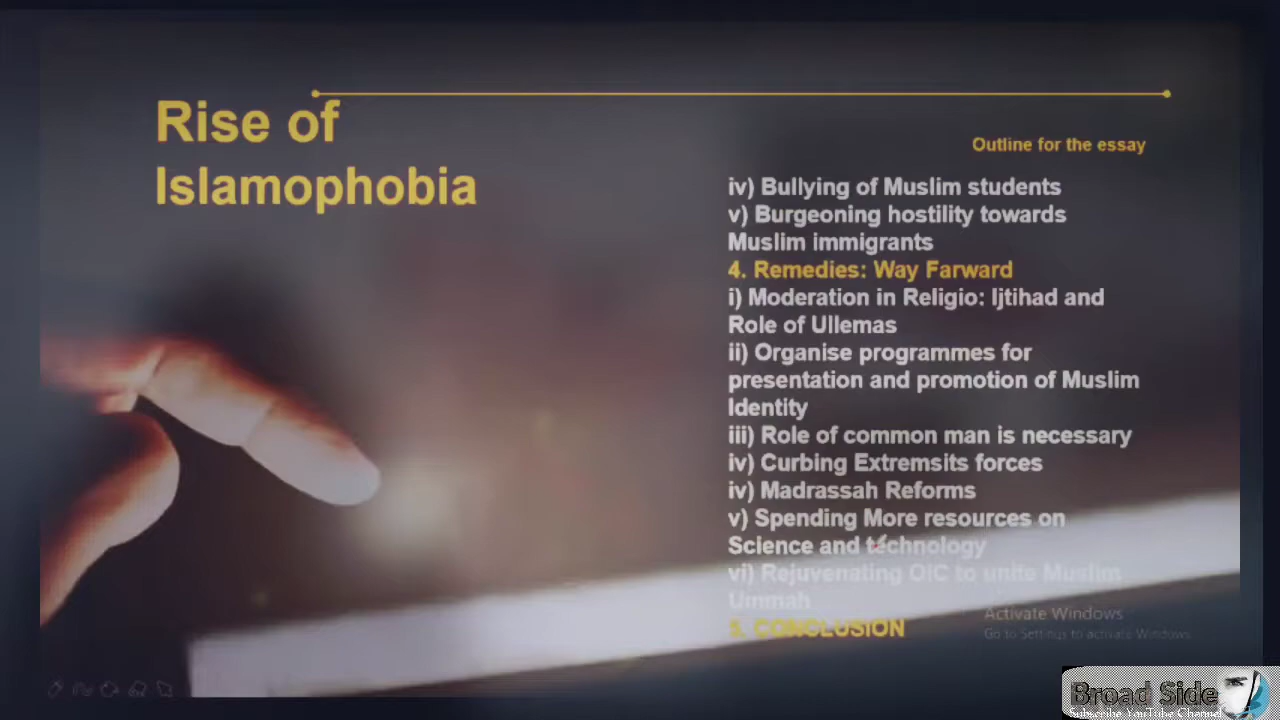 Rise of
Islamophobia
Outline for the essay
iv) Bullying of Muslim students
v) Burgeoning hostility towards
Muslim immigrants
4. Remedies: Way Farward
i) Moderation in Religio: Ijtihad and
Role of Ullemas
ii) Organise programmes for
presentation and promotion of Muslim
Identity
iii) Role of common man is necessary
iv) Curbing Extremsits forces
iv) Madrassah Reforms
v) Spending More resources on
Science and technology
vi) Rejuvenating OIC to unite Muslim
Ummah
5. CONCLUSION
Activate Windows
Go to Settings to activate Windows.
Broad Side
Subscribe YouTube Channel